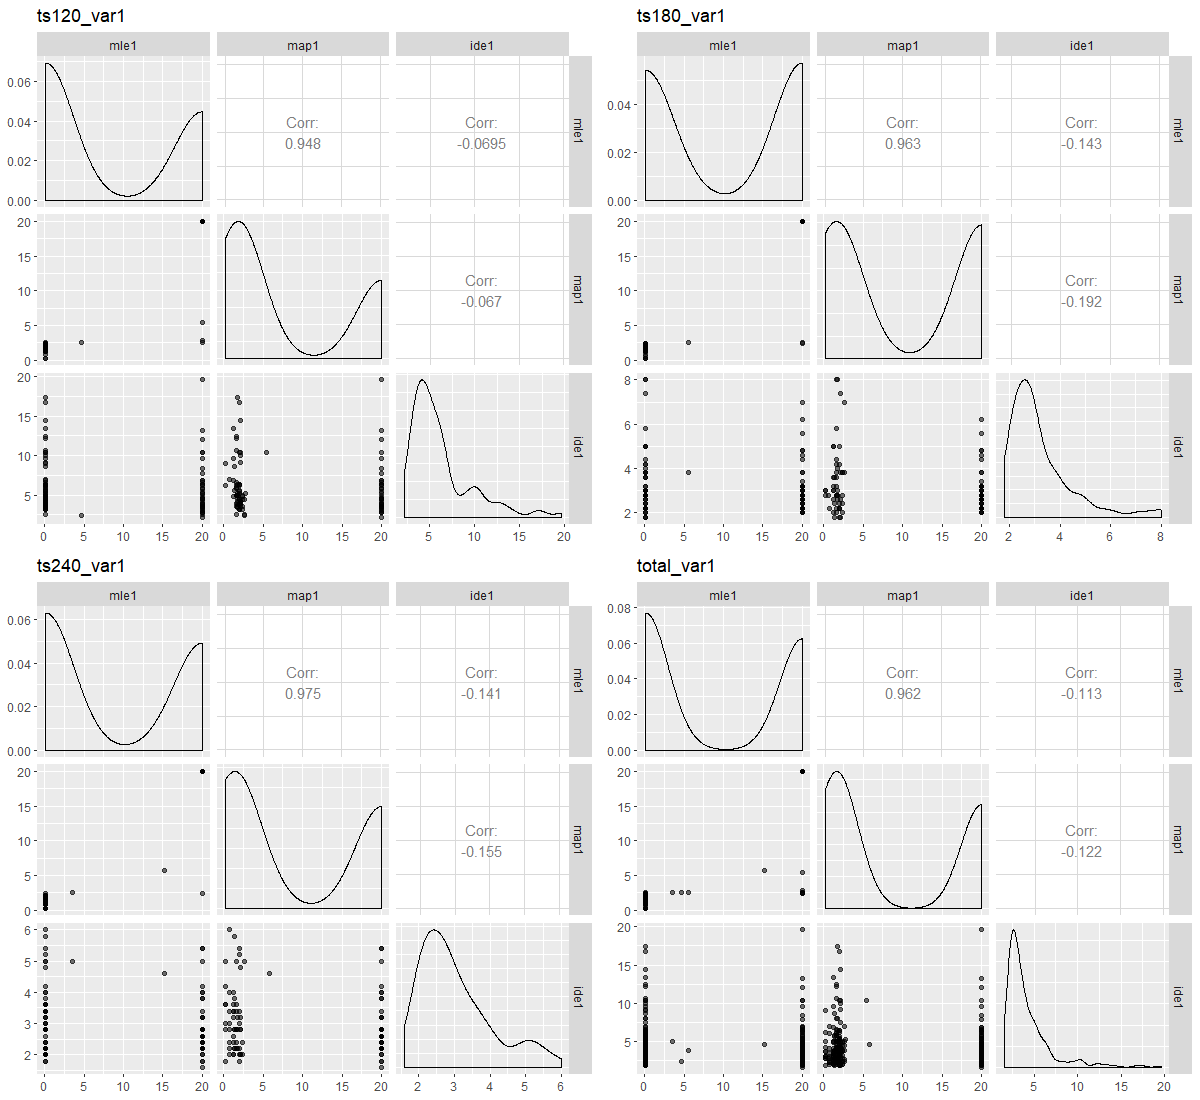 ts120_var1
mle1
map1
ide1
0.06
0.04
0.02
0.00
Corr:
0.948
Corr:
-0.0695
mle1
20
15
10
5
0
Corr:
-0.067
map1
20
15
10
5
ide1
0 5 10 15 20
0 5 10 15 20
5 10 15 20
ts180_var1
mle1
map1
ide1
0.04
0.02
0.00
Corr:
0.963
Corr:
-0.143
mle1
20
15
10
5
0
Corr:
-0.192
map1
8
6
4
2
ide1
0 5 10 15 20
0 5 10 15 20
2 4 6 8
ts240_var1
mle1
map1
ide1
0.06
0.04
0.02
0.00
Corr:
0.975
Corr:
-0.141
mle1
20
15
10
5
0
Corr:
-0.155
map1
6
5
4
3
2
ide1
0 5 10 15 20
0 5 10 15 20
2 3 4 5 6
total_var1
mle1
map1
ide1
0.08
0.06
0.04
0.02
0.00
Corr:
0.962
Corr:
-0.113
mle1
20
15
10
5
0
Corr:
-0.122
map1
20
15
10
5
ide1
0 5 10 15 20
0 5 10 15 20
5 10 15 20